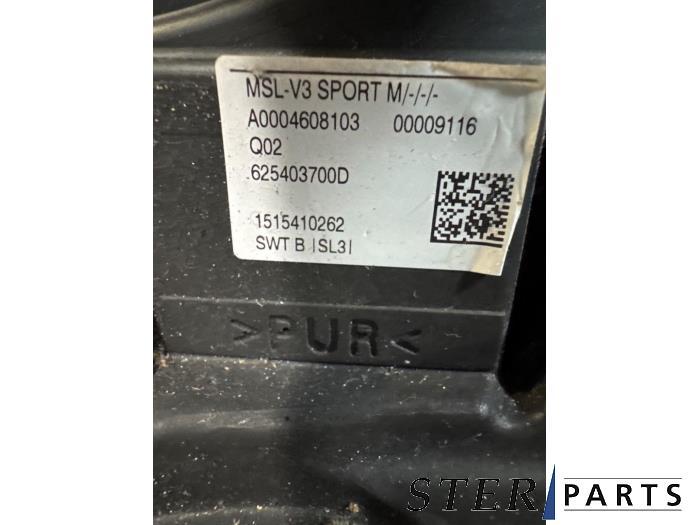 MSL-V3 SPORT M/-/-/-
A0004608103 00009116
Q02
625403700D
1515410262
SWT B |SL3|
>PUR<
STER PARTS